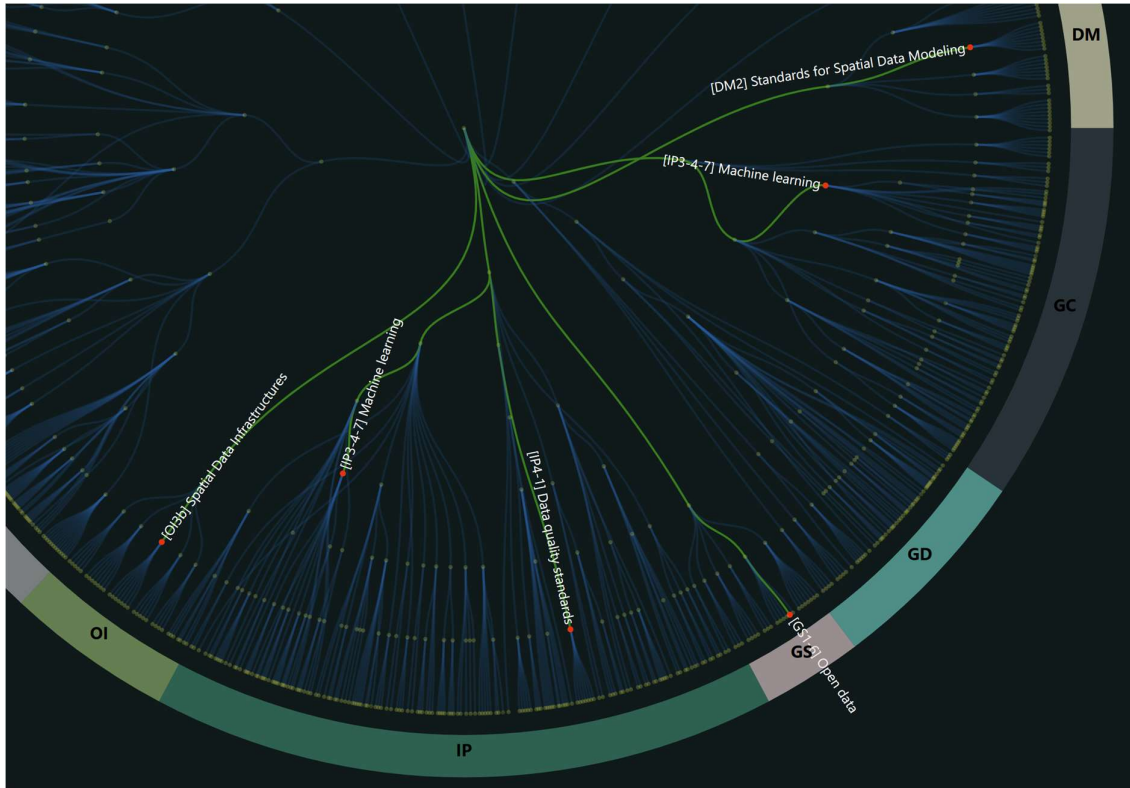 DM
[DM2] Standards for Spatial Data Modeling
[IP3-4-7] Machine learning
GC
[IP3-4-7] Machine learning
[OI3b] Spatial Data Infrastructures
[IP4-1] Data quality standards
GD
OI
GS
[GS1-6] Open data
IP